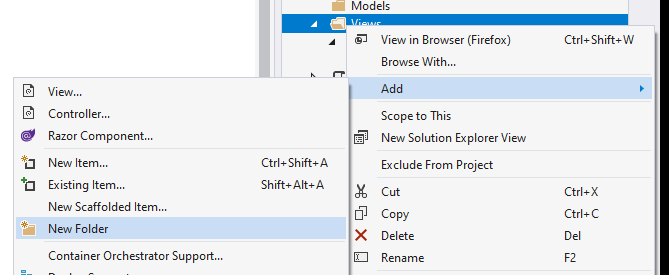 Models
Views
View in Browser (Firefox) Ctrl+Shift+W
Browse With...
Add
Scope to This
New Solution Explorer View
Exclude From Project
Cut Ctrl+X
Copy Ctrl+C
Delete Del
Rename F2
View...
Controller...
Razor Component...
New Item... Ctrl+Shift+A
Existing Item... Shift+Alt+A
New Scaffolded Item...
New Folder
Container Orchestrator Support...